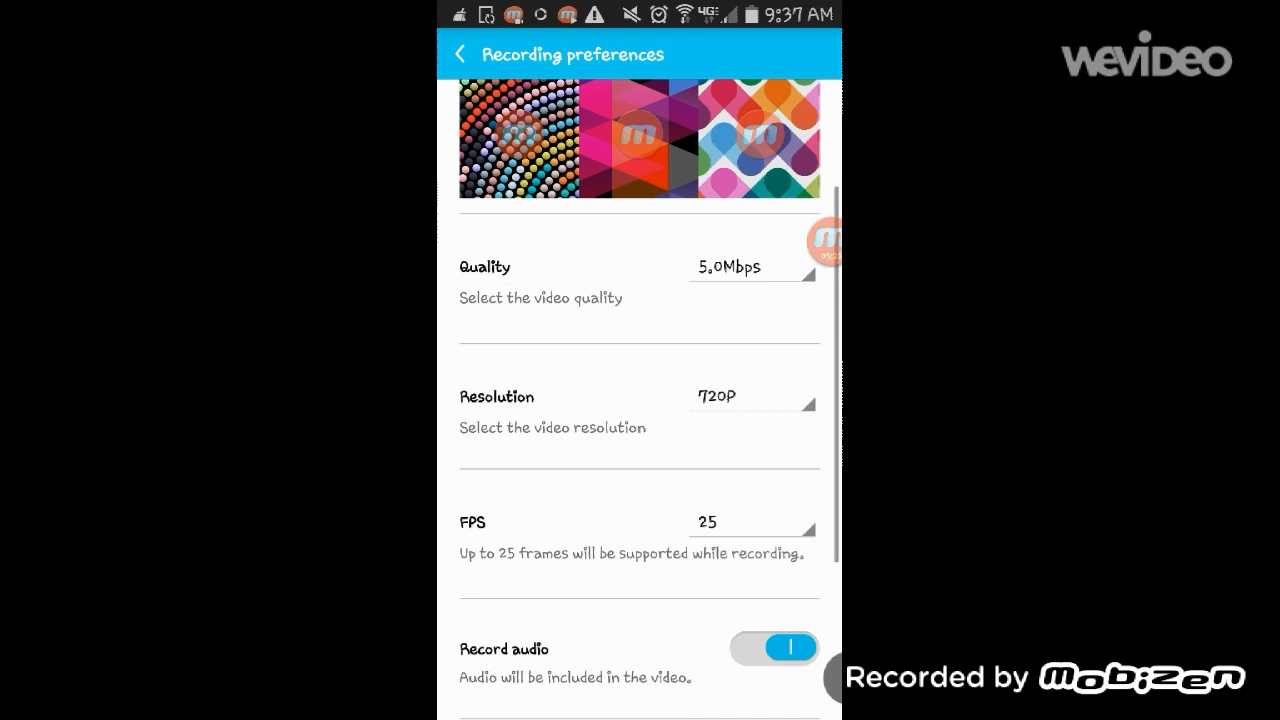 4G 9:37 AM
Recording preferences
WeVideo
m m m
m
Quality 5.0Mbps
Select the video quality
Resolution 720P
Select the video resolution
FPS 25
Up to 25 frames will be supported while recording.
Record audio
Audio will be included in the video.
Recorded by mobizen